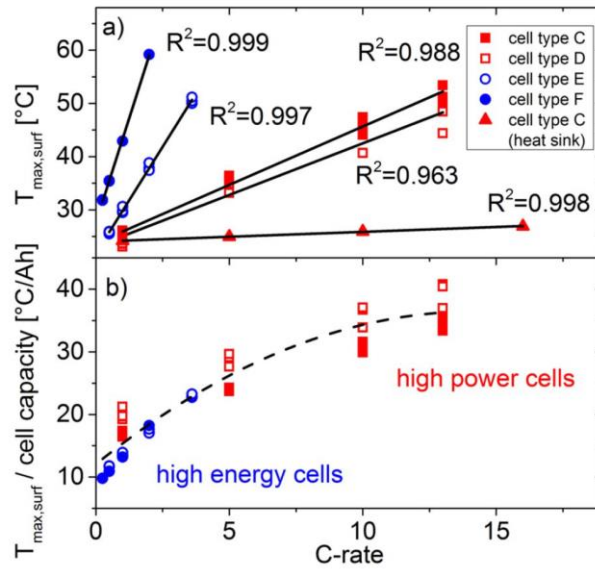 a)
R²=0.999
R²=0.988
R²=0.997
R²=0.963
R²=0.998
cell type C
cell type D
cell type E
cell type F
cell type C
(heat sink)
T_max,surf [°C]
60
50
40
30
b)
high power cells
high energy cells
T_max,surf / cell capacity [°C/Ah]
40
30
20
10
0
5
10
15
C-rate